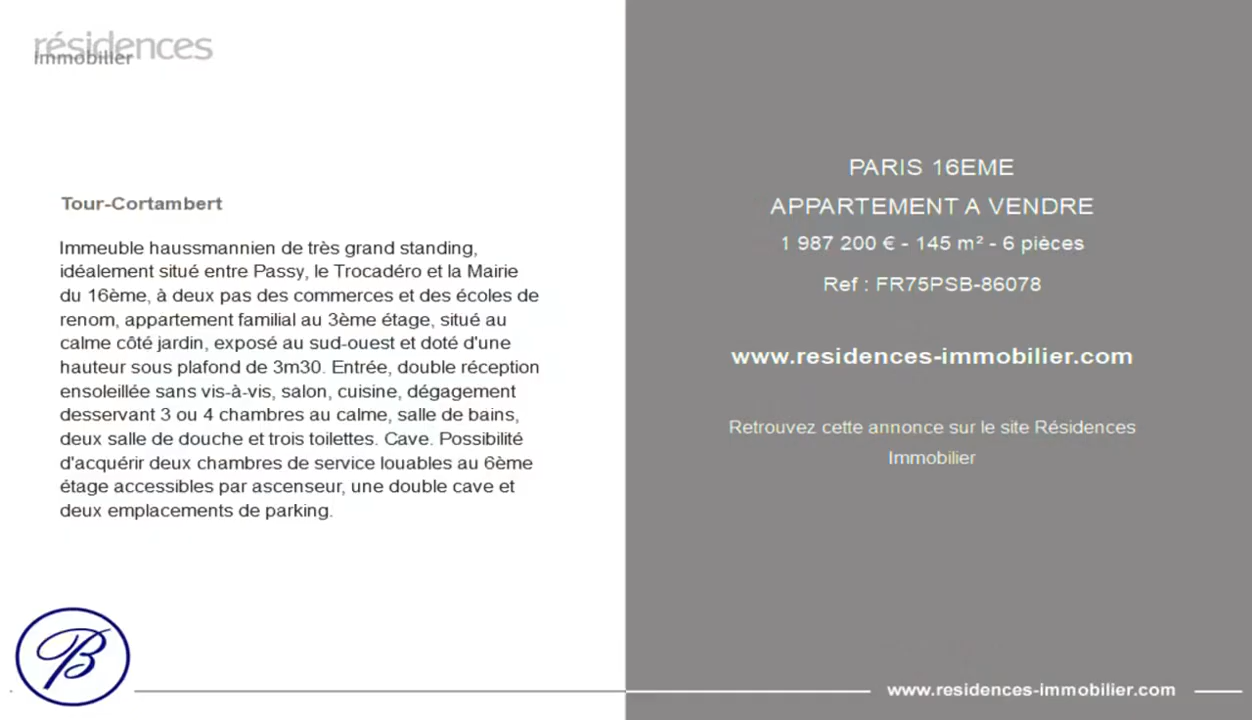 résidences
immobilier
Tour-Cortambert
Immeuble haussmannien de très grand standing,
idéalement situé entre Passy, le Trocadéro et la Mairie
du 16ème, à deux pas des commerces et des écoles de
renom, appartement familial au 3ème étage, situé au
calme côté jardin, exposé au sud-ouest et doté d'une
hauteur sous plafond de 3m30. Entrée, double réception
ensoleillée sans vis-à-vis, salon, cuisine, dégagement
desservant 3 ou 4 chambres au calme, salle de bains,
deux salle de douche et trois toilettes. Cave. Possibilité
d'acquérir deux chambres de service louables au 6ème
étage accessibles par ascenseur, une double cave et
deux emplacements de parking.
B
PARIS 16EME
APPARTEMENT A VENDRE
1 987 200 € - 145 m² - 6 pièces
Ref : FR75PSB-86078
www.residences-immobilier.com
Retrouvez cette annonce sur le site Résidences
Immobilier
www.residences-immobilier.com